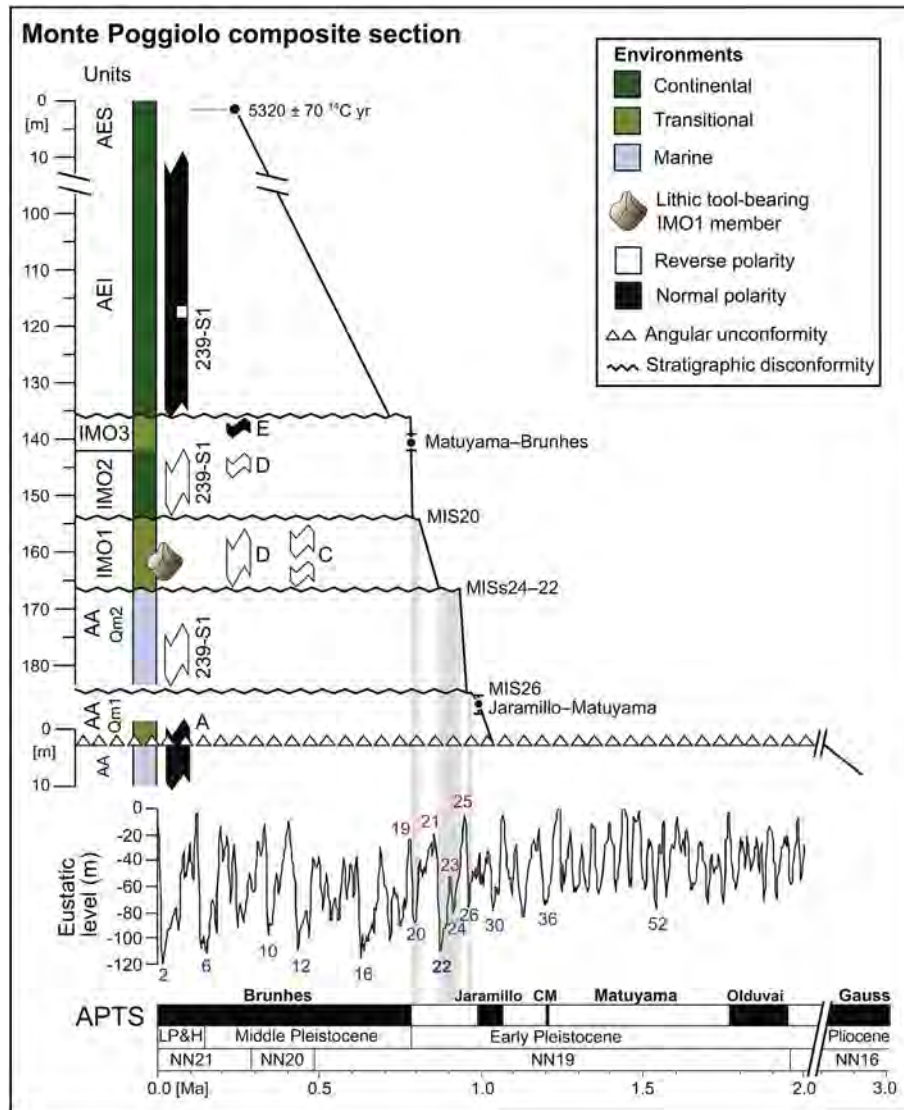 Monte Poggiolo composite section
Units
0
[m]
10
100
110
120
130
140
150
160
170
180
0
[m]
10
AES
AEI
IMO3
IMO2
IMO1
AA
Qm2
AA
Qm1
AA
5320 ± 70 ¹⁴C yr
239-S1
E
D
239-S1
D
C
239-S1
A
Matuyama–Brunhes
MIS20
MISs24–22
MIS26
Jaramillo–Matuyama
Environments
Continental
Transitional
Marine
Lithic tool-bearing
IMO1 member
Reverse polarity
Normal polarity
Angular unconformity
Stratigraphic disconformity
Eustatic
level (m)
0
-20
-40
-60
-80
-100
-120
25
19
21
23
2
6
10
12
16
20
22
24
26
30
36
52
APTS
Brunhes
Jaramillo
CM
Matuyama
Olduvai
Gauss
LP&H
Middle Pleistocene
Early Pleistocene
Pliocene
NN21
NN20
NN19
NN16
0.0 [Ma]
0.5
1.0
1.5
2.0
3.0